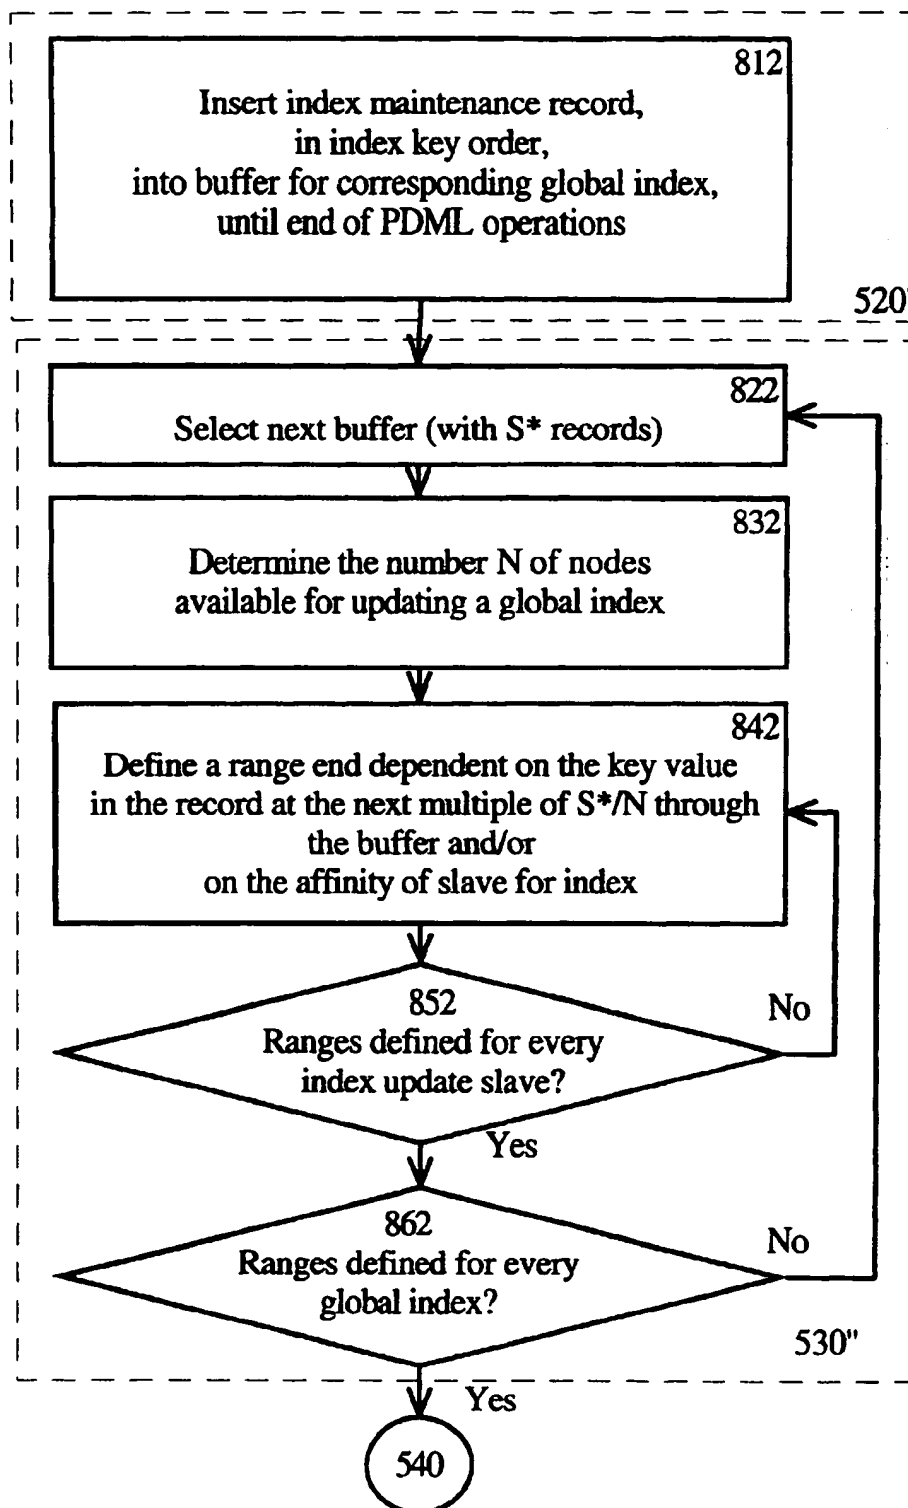 812
Insert index maintenance record,
in index key order,
into buffer for corresponding global index,
until end of PDML operations
520"
822
Select next buffer (with S* records)
832
Determine the number N of nodes
available for updating a global index
842
Define a range end dependent on the key value
in the record at the next multiple of S*/N through
the buffer and/or
on the affinity of slave for index
852
Ranges defined for every
index update slave?
No
Yes
862
Ranges defined for every
global index?
No
530"
Yes
540